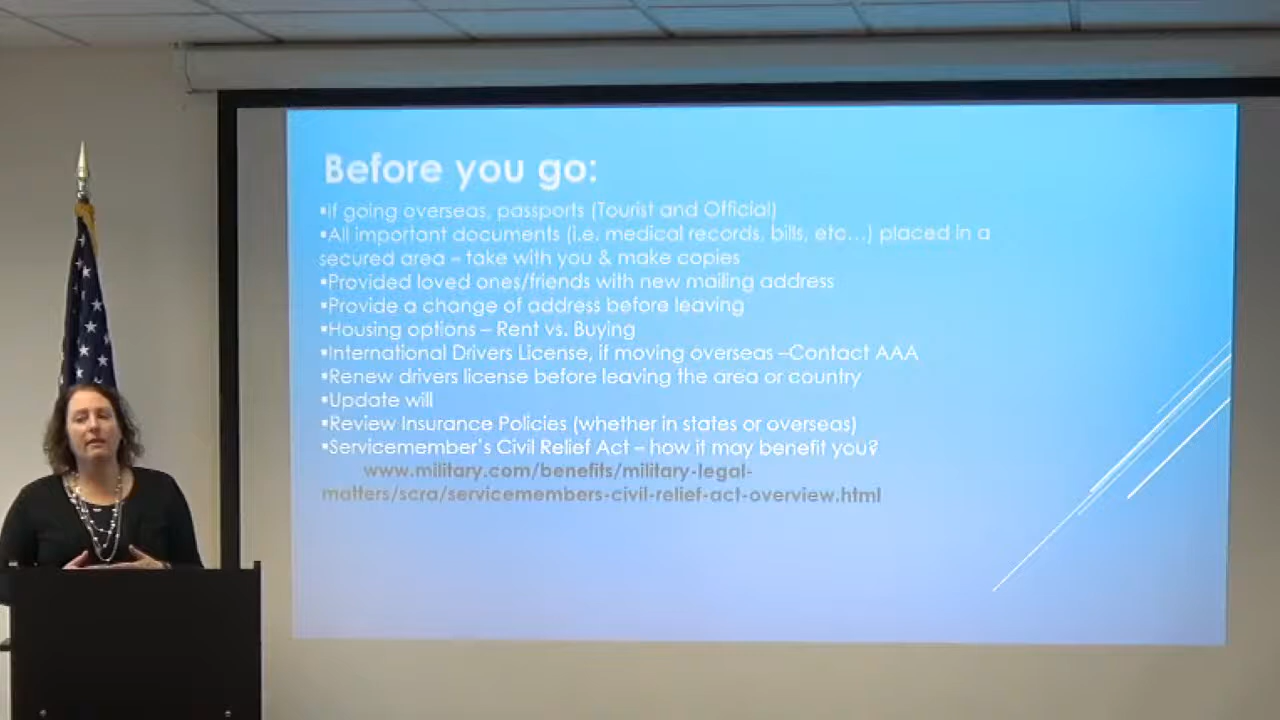 Before you go:
▪If going overseas, passports (Tourist and Official)
▪All important documents (i.e. medical records, bills, etc…) placed in a
secured area – take with you & make copies
▪Provided loved ones/friends with new mailing address
▪Provide a change of address before leaving
▪Housing options – Rent vs. Buying
▪International Drivers License, if moving overseas –Contact AAA
▪Renew drivers license before leaving the area or country
▪Update will
▪Review Insurance Policies (whether in states or overseas)
▪Servicemember's Civil Relief Act – how it may benefit you?
www.military.com/benefits/military-legal-
matters/scra/servicemembers-civil-relief-act-overview.html